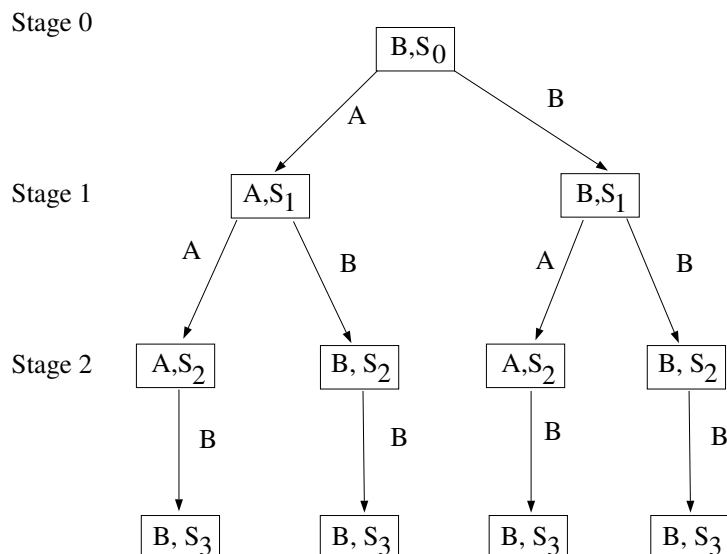 Stage 0
B,S0
A
B
Stage 1
A,S1
B,S1
A
B
A
B
Stage 2
A,S2
B, S2
A,S2
B, S2
B
B
B
B
B, S3
B, S3
B, S3
B, S3